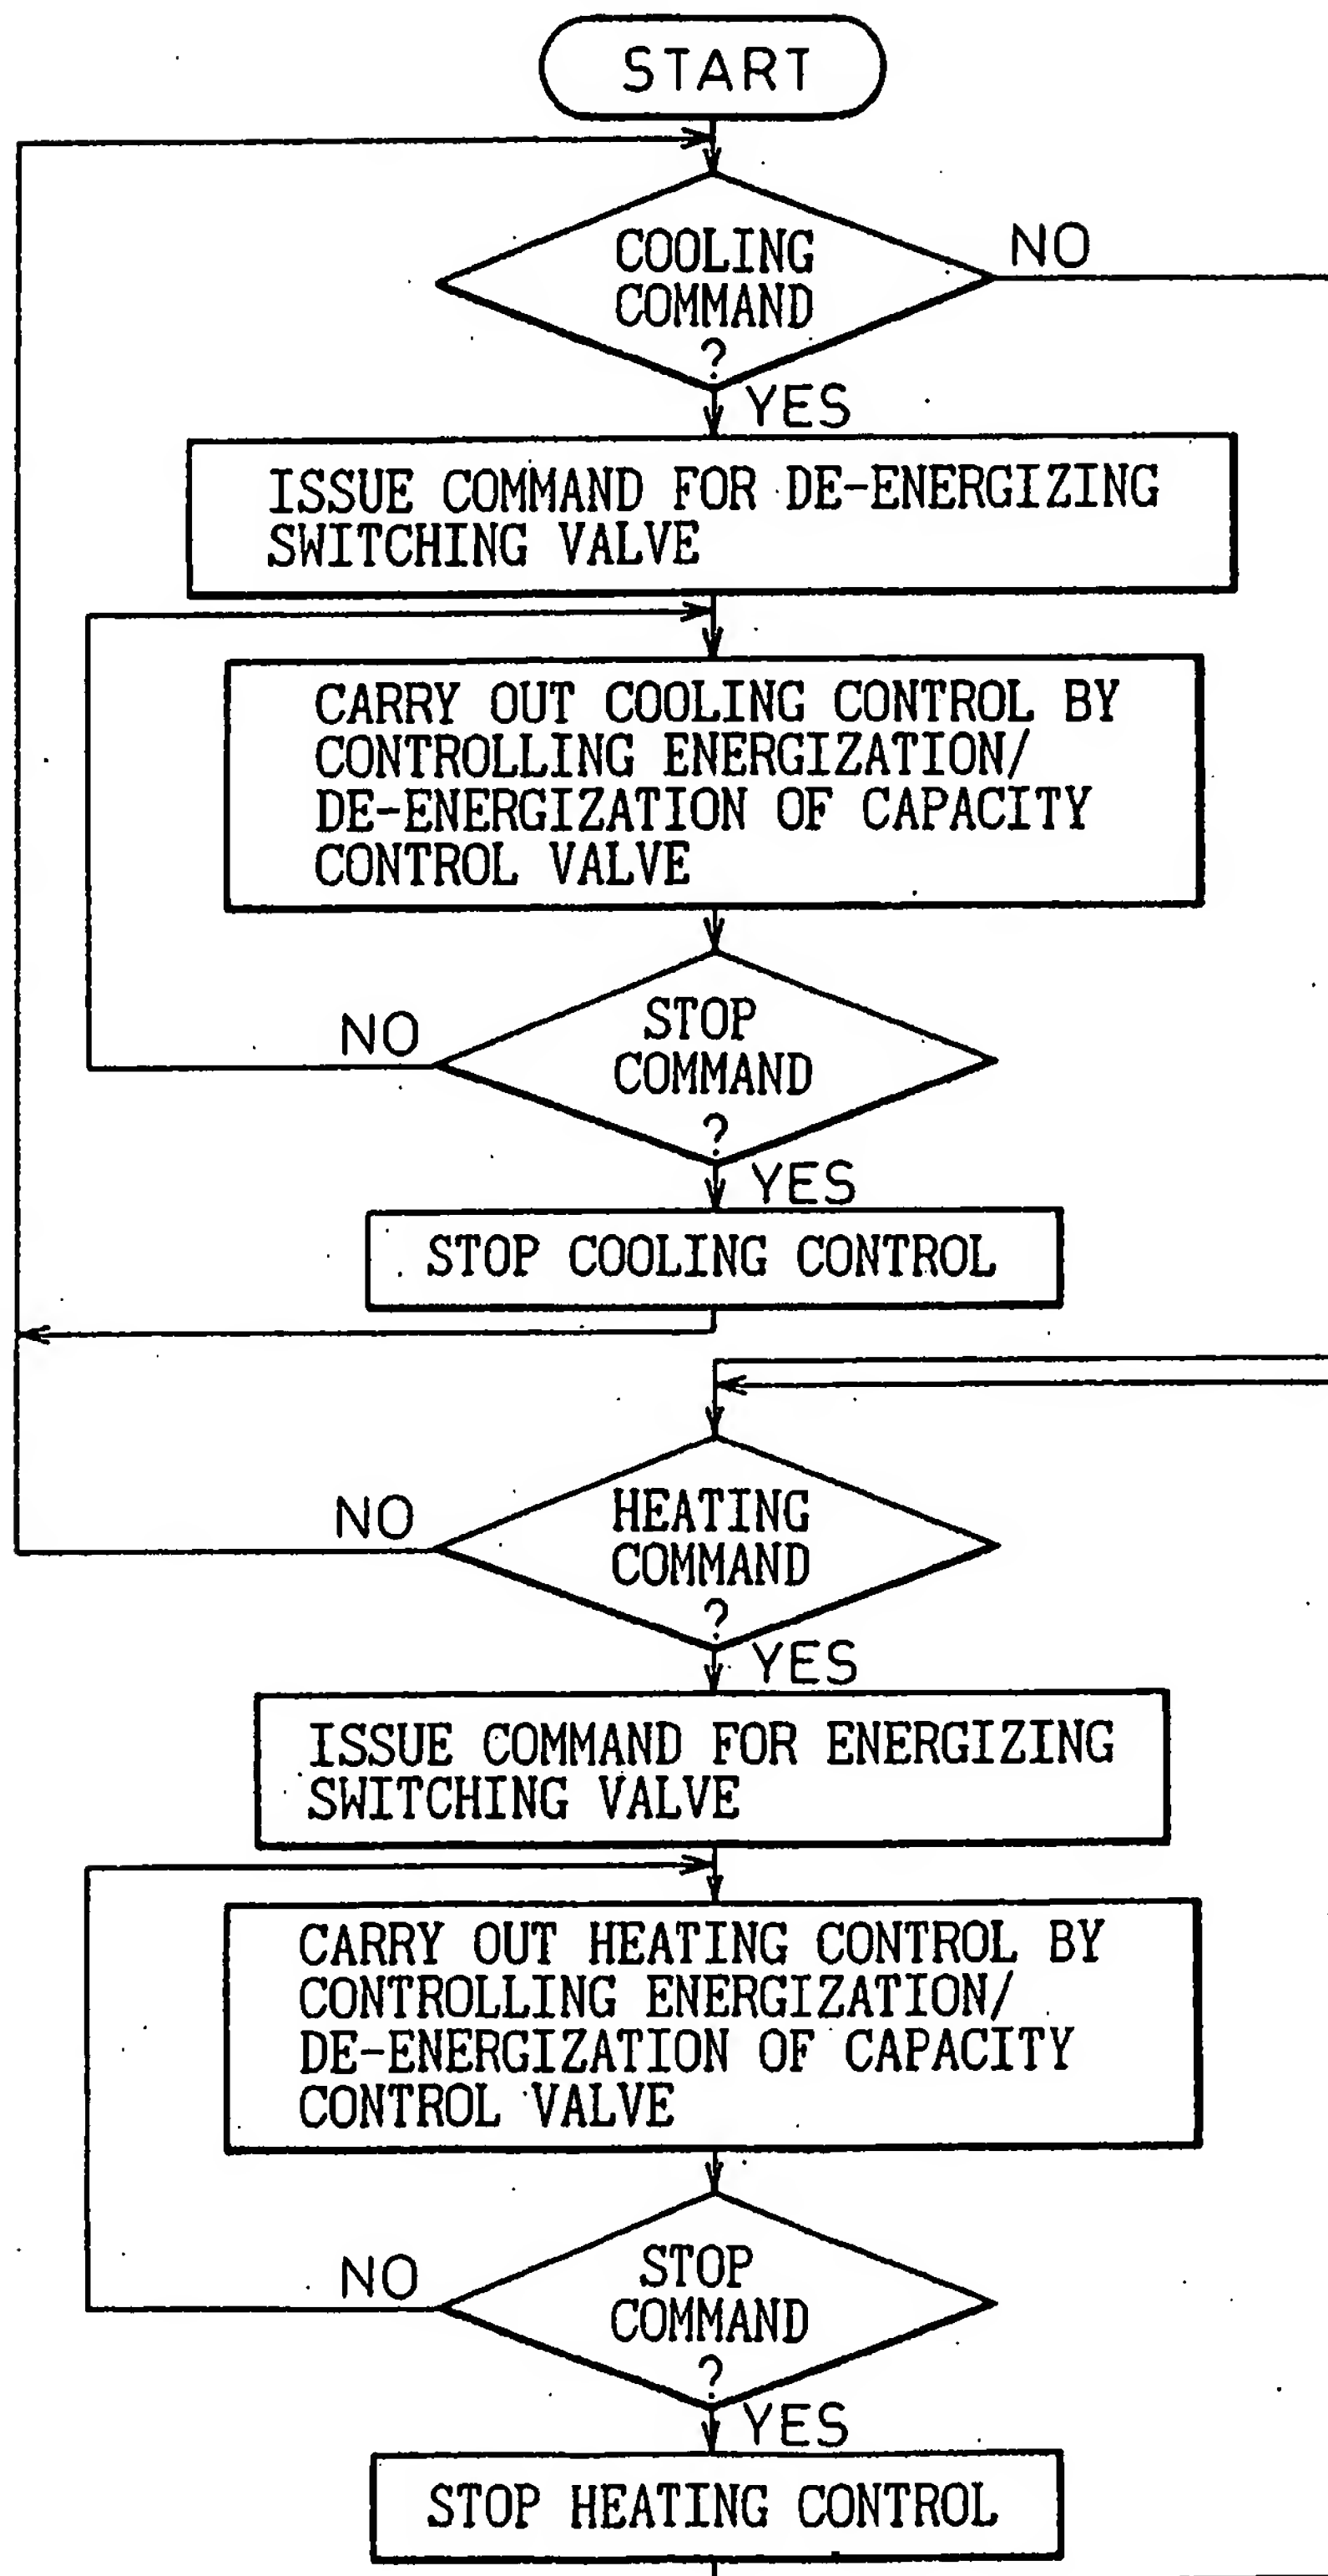 START
COOLING
COMMAND
?
NO
YES
ISSUE COMMAND FOR DE-ENERGIZING
SWITCHING VALVE
CARRY OUT COOLING CONTROL BY
CONTROLLING ENERGIZATION/
DE-ENERGIZATION OF CAPACITY
CONTROL VALVE
STOP
COMMAND
?
NO
YES
STOP COOLING CONTROL
HEATING
COMMAND
?
NO
YES
ISSUE COMMAND FOR ENERGIZING
SWITCHING VALVE
CARRY OUT HEATING CONTROL BY
CONTROLLING ENERGIZATION/
DE-ENERGIZATION OF CAPACITY
CONTROL VALVE
STOP
COMMAND
?
NO
YES
STOP HEATING CONTROL